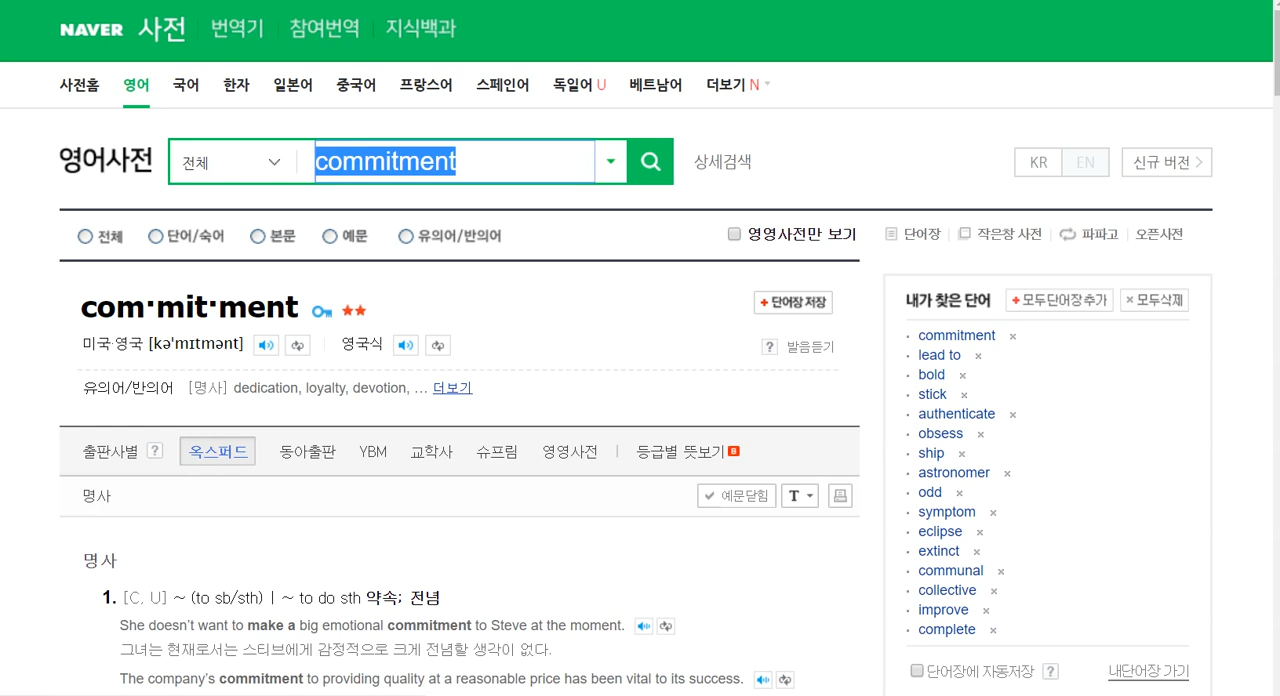 NAVER 사전 번역기 참여번역 지식백과
사전홈 영어 국어 한자 일본어 중국어 프랑스어 스페인어 독일어 U 베트남어 더보기 N
영어사전 전체 commitment 상세검색 KR EN 신규 버전
전체 단어/숙어 본문 예문 유의어/반의어 영영사전만 보기 단어장 작은창 사전 파파고 오픈사전
com·mit·ment ★★ + 단어장 저장
미국·영국 [kə'mɪtmənt] 영국식 ? 발음듣기
유의어/반의어 [명사] dedication, loyalty, devotion, … 더보기
출판사별 ? 옥스퍼드 동아출판 YBM 교학사 슈프림 영영사전 등급별 뜻보기 B
명사 예문닫힘 T
명사
1. [C, U] ~ (to sb/sth) | ~ to do sth 약속; 전념
She doesn't want to make a big emotional commitment to Steve at the moment.
그녀는 현재로서는 스티브에게 감정적으로 크게 전념할 생각이 없다.
The company's commitment to providing quality at a reasonable price has been vital to its success.
내가 찾은 단어 + 모두단어장추가 × 모두삭제
commitment ×
lead to ×
bold ×
stick ×
authenticate ×
obsess ×
ship ×
astronomer ×
odd ×
symptom ×
eclipse ×
extinct ×
communal ×
collective ×
improve ×
complete ×
단어장에 자동저장 ? 내단어장 가기